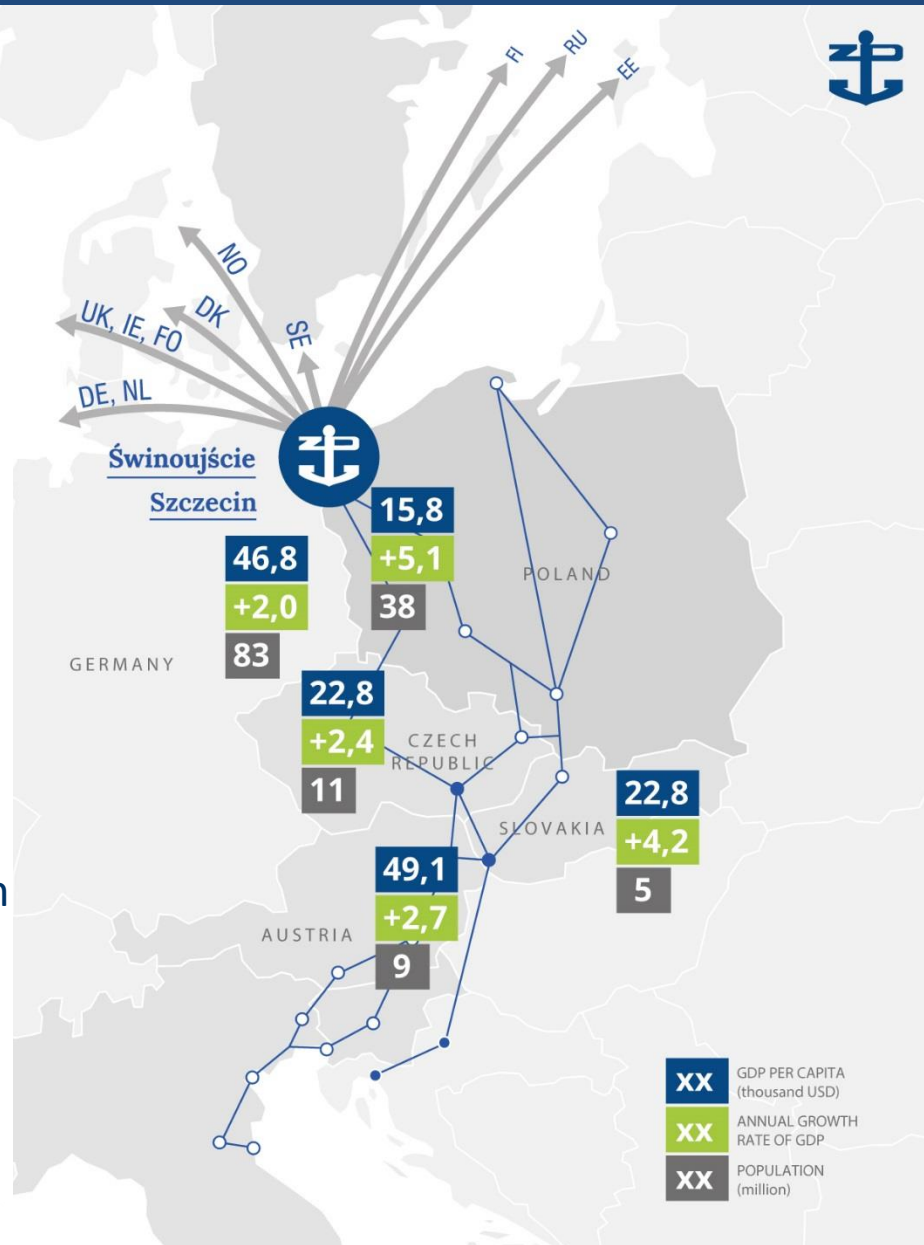 FI
RU
EE
ZP
NO
DK
SE
UK, IE, FO
DE, NL
ZP
Świnoujście
Szczecin
15,8
+5,1
38
46,8
+2,0
83
POLAND
GERMANY
22,8
+2,4
11
CZECH
REPUBLIC
22,8
+4,2
5
SLOVAKIA
49,1
+2,7
9
AUSTRIA
n
xx GDP PER CAPITA
(thousand USD)
xx ANNUAL GROWTH
RATE OF GDP
xx POPULATION
(million)